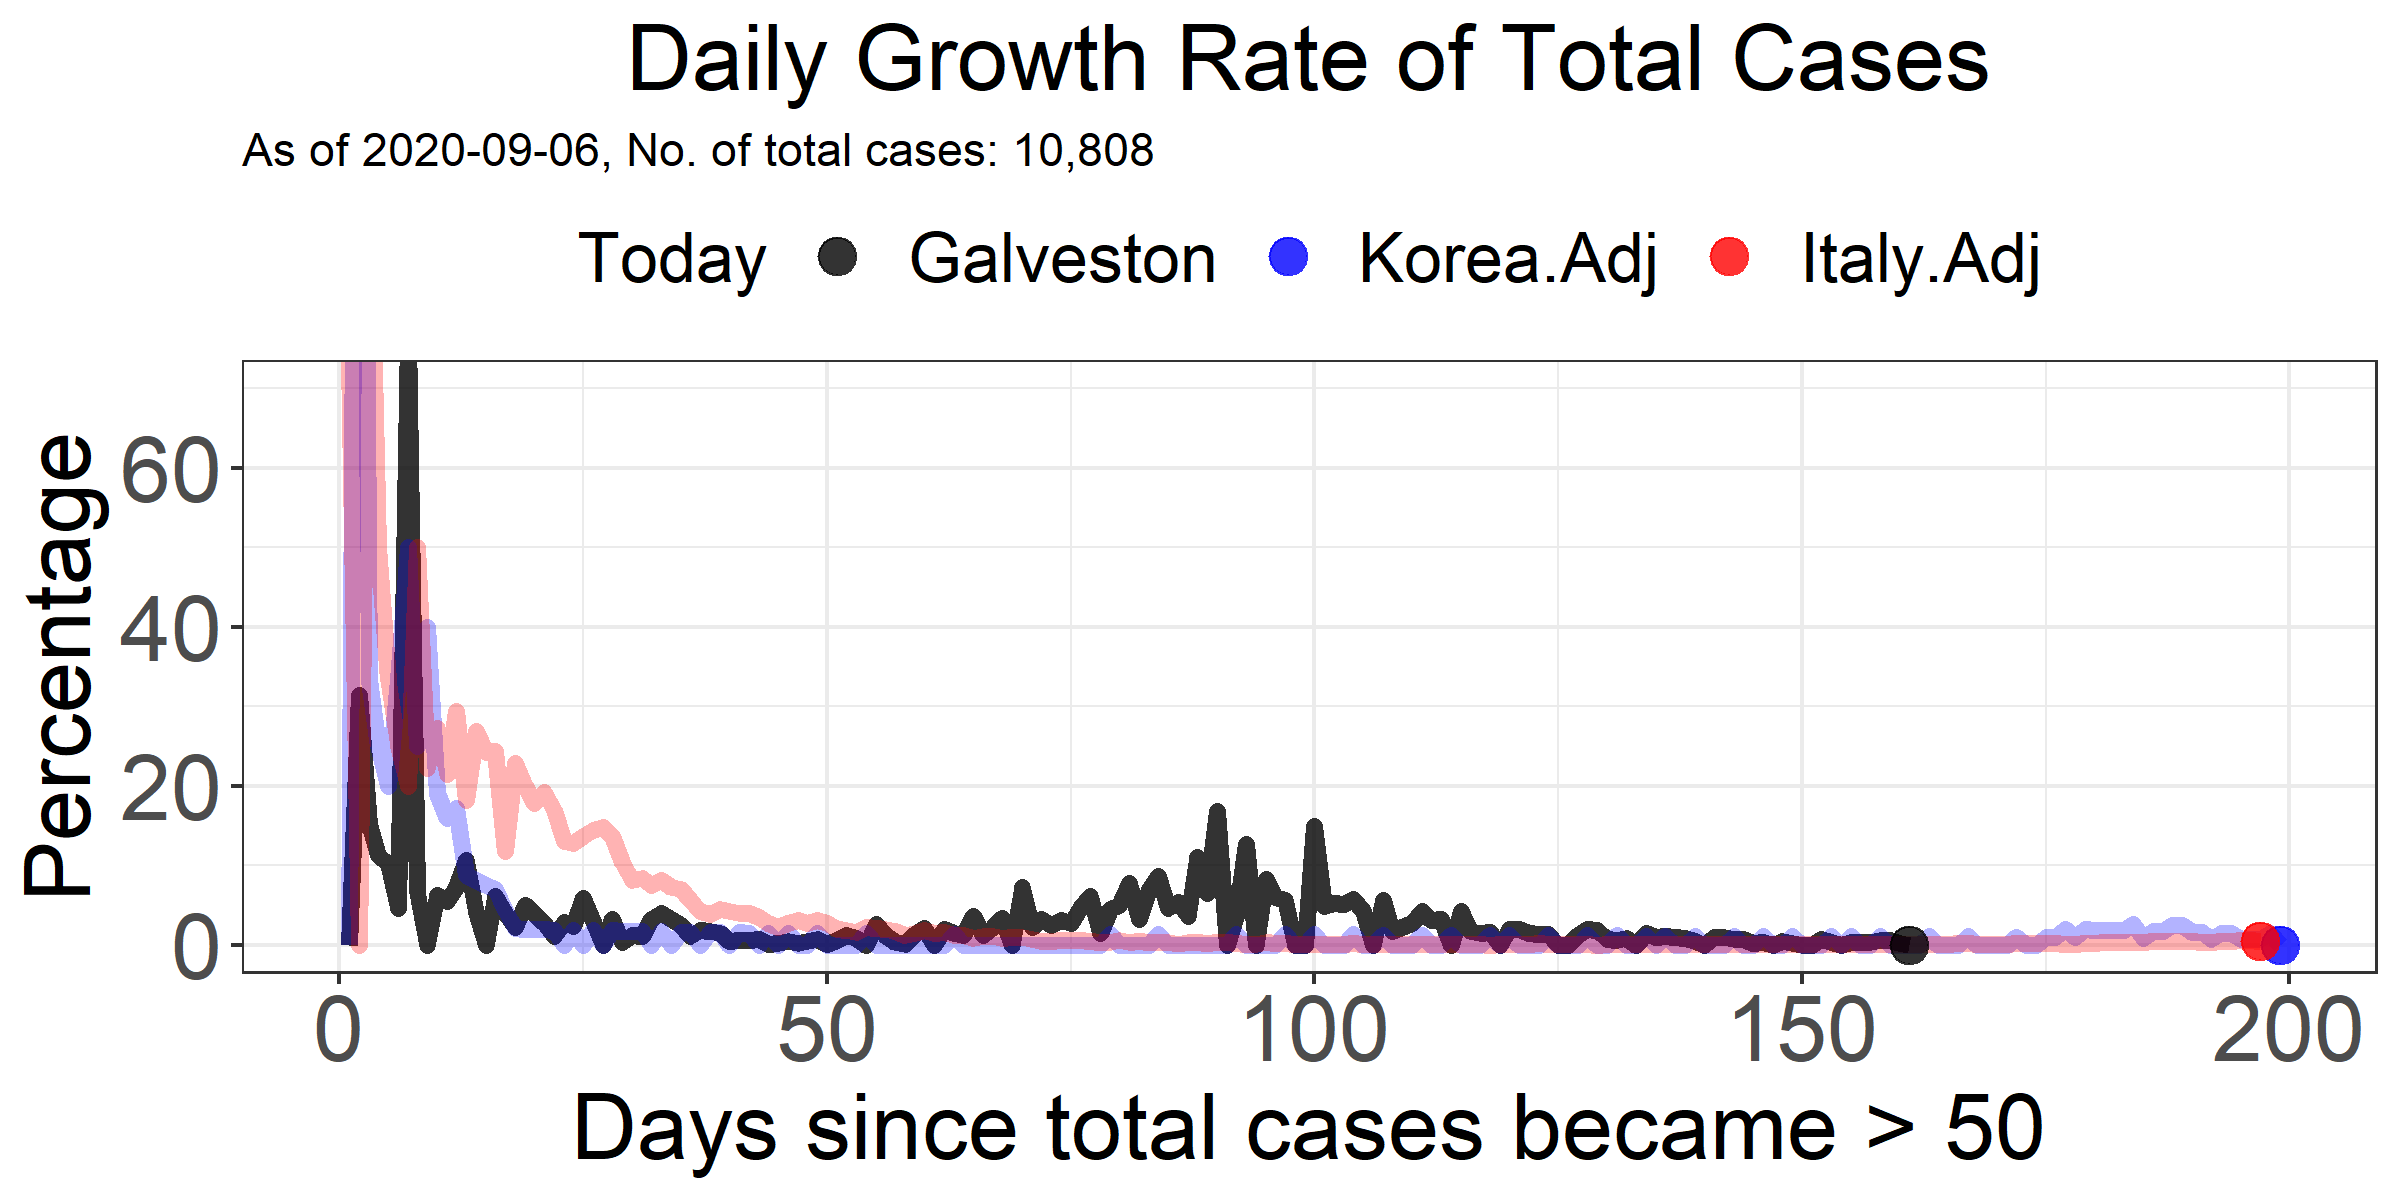 Daily Growth Rate of Total Cases
As of 2020-09-06, No. of total cases: 10,808
Today Galveston Korea.Adj Italy.Adj
Percentage
60
40
20
0
0 50 100 150 200
Days since total cases became > 50